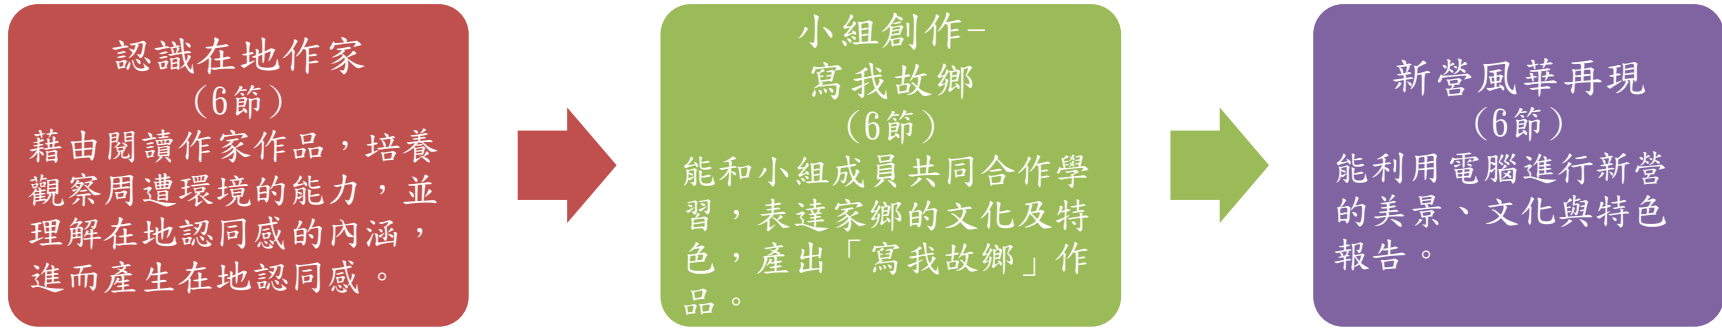 認識在地作家
(6節)
藉由閱讀作家作品，培養
觀察周遭環境的能力，並
理解在地認同感的內涵，
進而產生在地認同感。
小組創作-
寫我故鄉
(6節)
能和小組成員共同合作學
習，表達家鄉的文化及特
色，產出「寫我故鄉」作
品。
新營風華再現
(6節)
能利用電腦進行新營
的美景、文化與特色
報告。